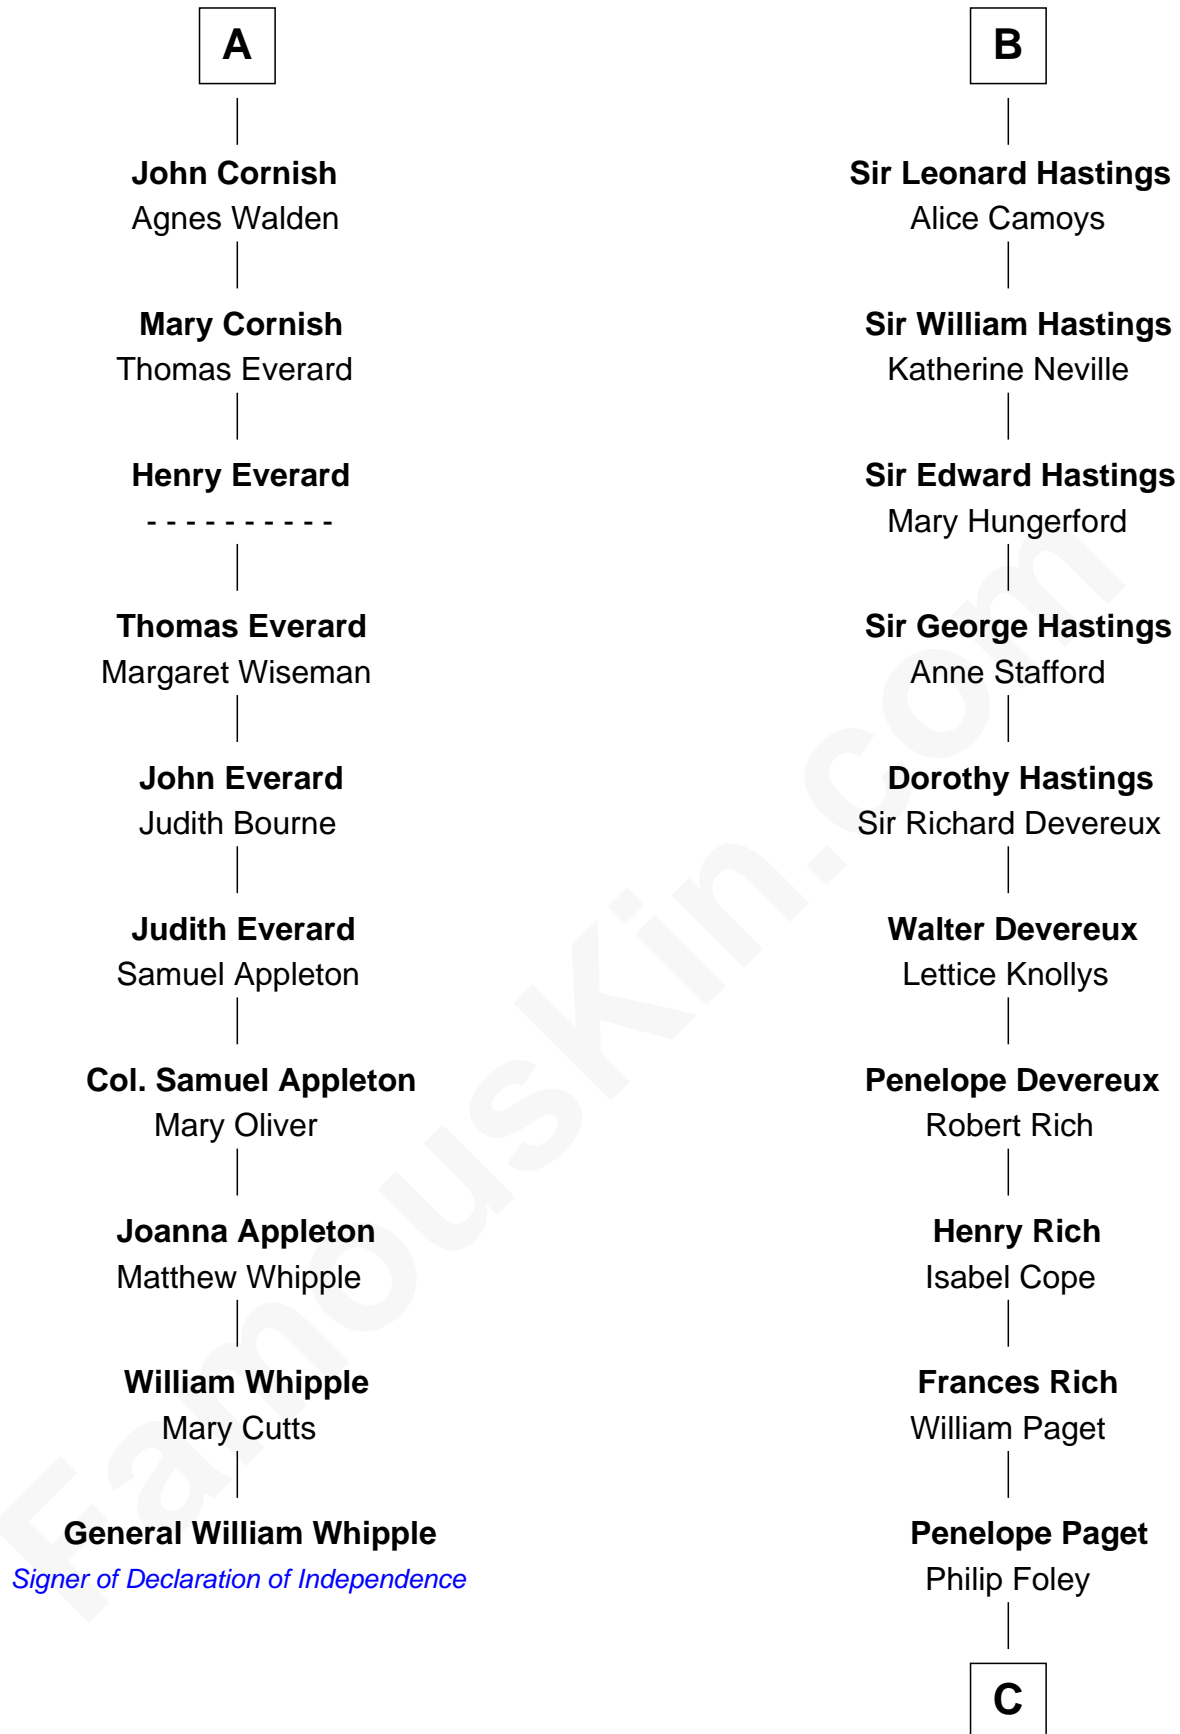 A
John Cornish
Agnes Walden
Mary Cornish
Thomas Everard
Henry Everard
- - - - - - - - - -
Thomas Everard
Margaret Wiseman
John Everard
Judith Bourne
Judith Everard
Samuel Appleton
Col. Samuel Appleton
Mary Oliver
Joanna Appleton
Matthew Whipple
William Whipple
Mary Cutts
General William Whipple
Signer of Declaration of Independence
B
Sir Leonard Hastings
Alice Camoys
Sir William Hastings
Katherine Neville
Sir Edward Hastings
Mary Hungerford
Sir George Hastings
Anne Stafford
Dorothy Hastings
Sir Richard Devereux
Walter Devereux
Lettice Knollys
Penelope Devereux
Robert Rich
Henry Rich
Isabel Cope
Frances Rich
William Paget
Penelope Paget
Philip Foley
C
FamousKin.com